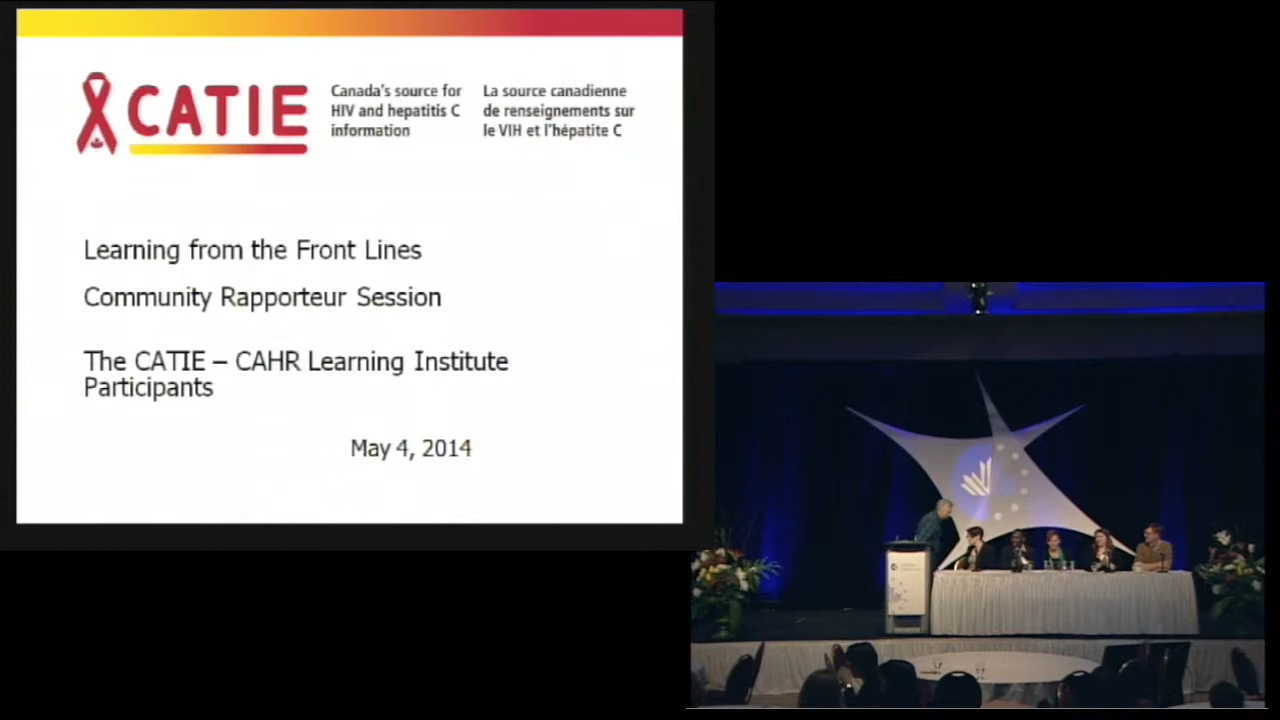 CATIE
Canada's source for
HIV and hepatitis C
information
La source canadienne
de renseignements sur
le VIH et l'hépatite C
Learning from the Front Lines
Community Rapporteur Session
The CATIE – CAHR Learning Institute
Participants
May 4, 2014